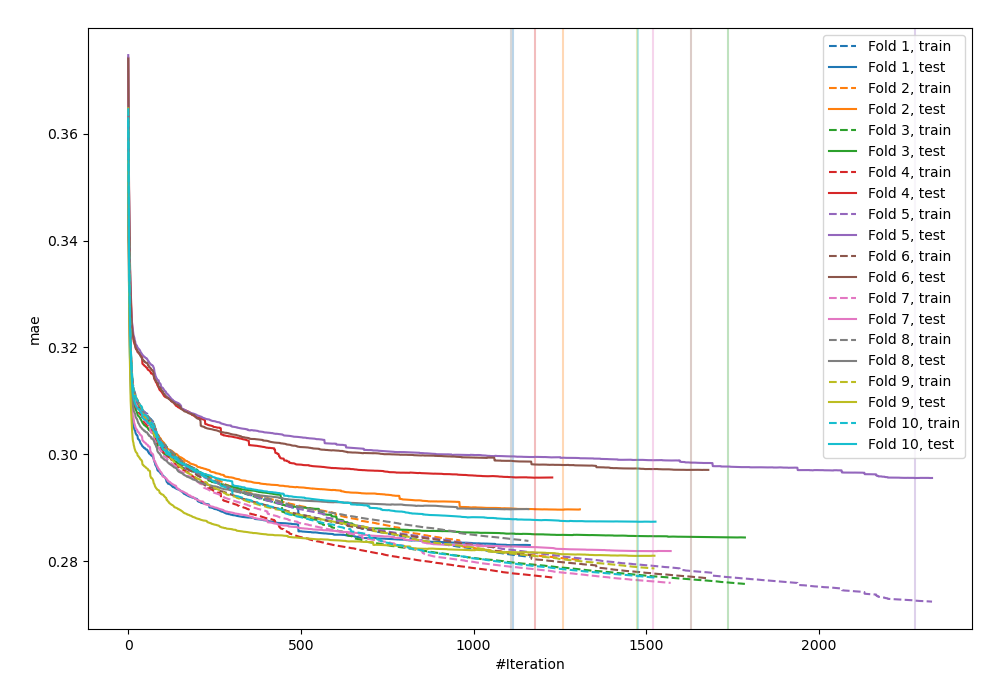 0.36
0.34
0.32
0.30
0.28
mae
0
500
1000
1500
2000
#Iteration
Fold 1, train
Fold 1, test
Fold 2, train
Fold 2, test
Fold 3, train
Fold 3, test
Fold 4, train
Fold 4, test
Fold 5, train
Fold 5, test
Fold 6, train
Fold 6, test
Fold 7, train
Fold 7, test
Fold 8, train
Fold 8, test
Fold 9, train
Fold 9, test
Fold 10, train
Fold 10, test